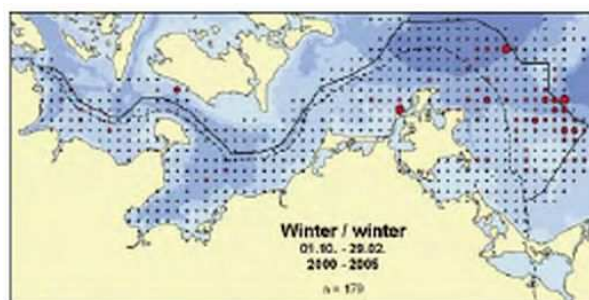 Winter / winter
01.10. - 29.02.
2000 - 2005
n = 179